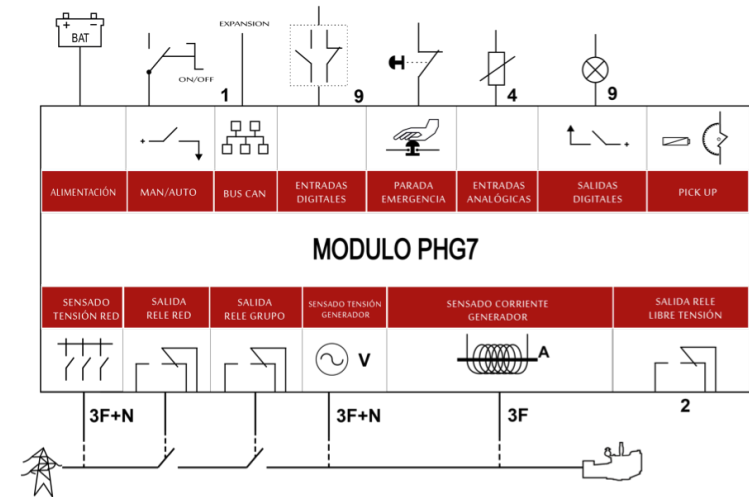 EXPANSION
+ -
BAT
ON/OFF
1
9
4
9
+
+
ALIMENTACIÓN
MAN/AUTO
BUS CAN
ENTRADAS
DIGITALES
PARADA
EMERGENCIA
ENTRADAS
ANALÓGICAS
SALIDAS
DIGITALES
PICK UP
MODULO PHG7
SENSADO
TENSIÓN RED
SALIDA
RELE RED
SALIDA
RELE GRUPO
SENSADO TENSIÓN
GENERADOR
SENSADO CORRIENTE
GENERADOR
SALIDA RELE
LIBRE TENSIÓN
V
A
3F+N
3F+N
3F
2